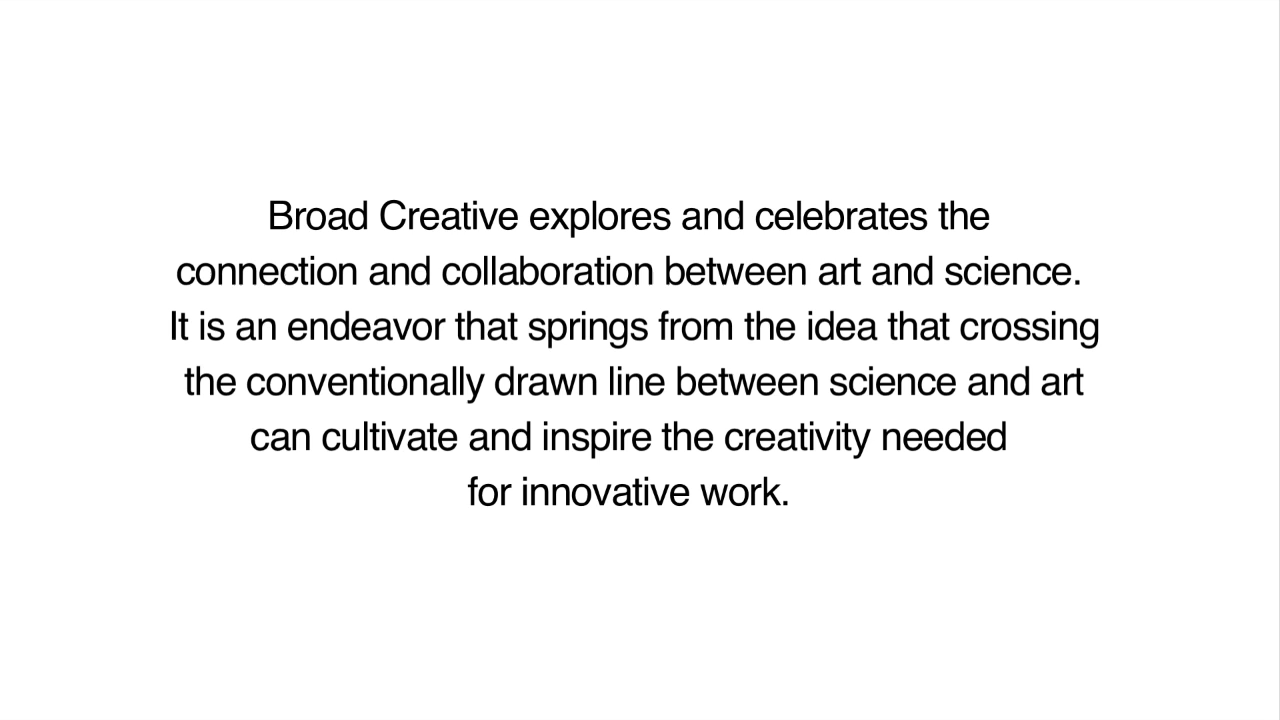 Broad Creative explores and celebrates the
connection and collaboration between art and science.
It is an endeavor that springs from the idea that crossing
the conventionally drawn line between science and art
can cultivate and inspire the creativity needed
for innovative work.